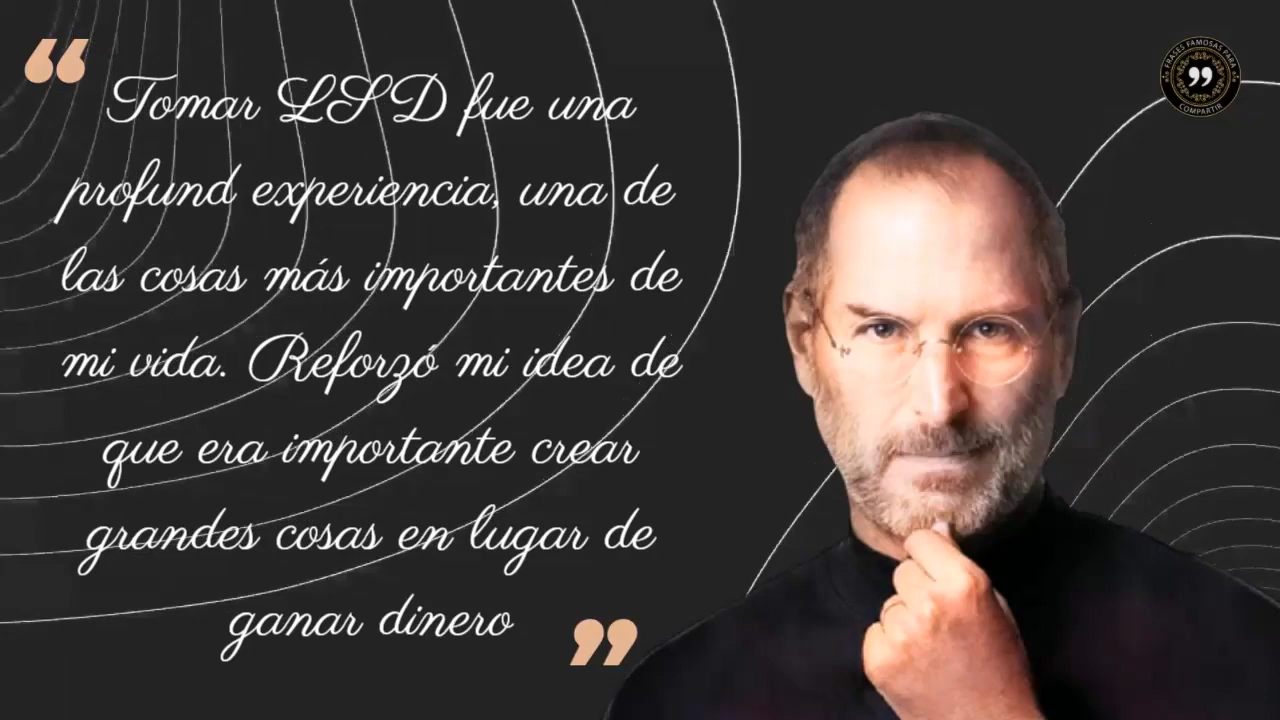 “
Tomar LSD fue una
profund experiencia, una de
las cosas más importantes de
mi vida. Reforzó mi idea de
que era importante crear
grandes cosas en lugar de
ganar dinero
”
FRASES FAMOSAS PARA
”
COMPARTIR